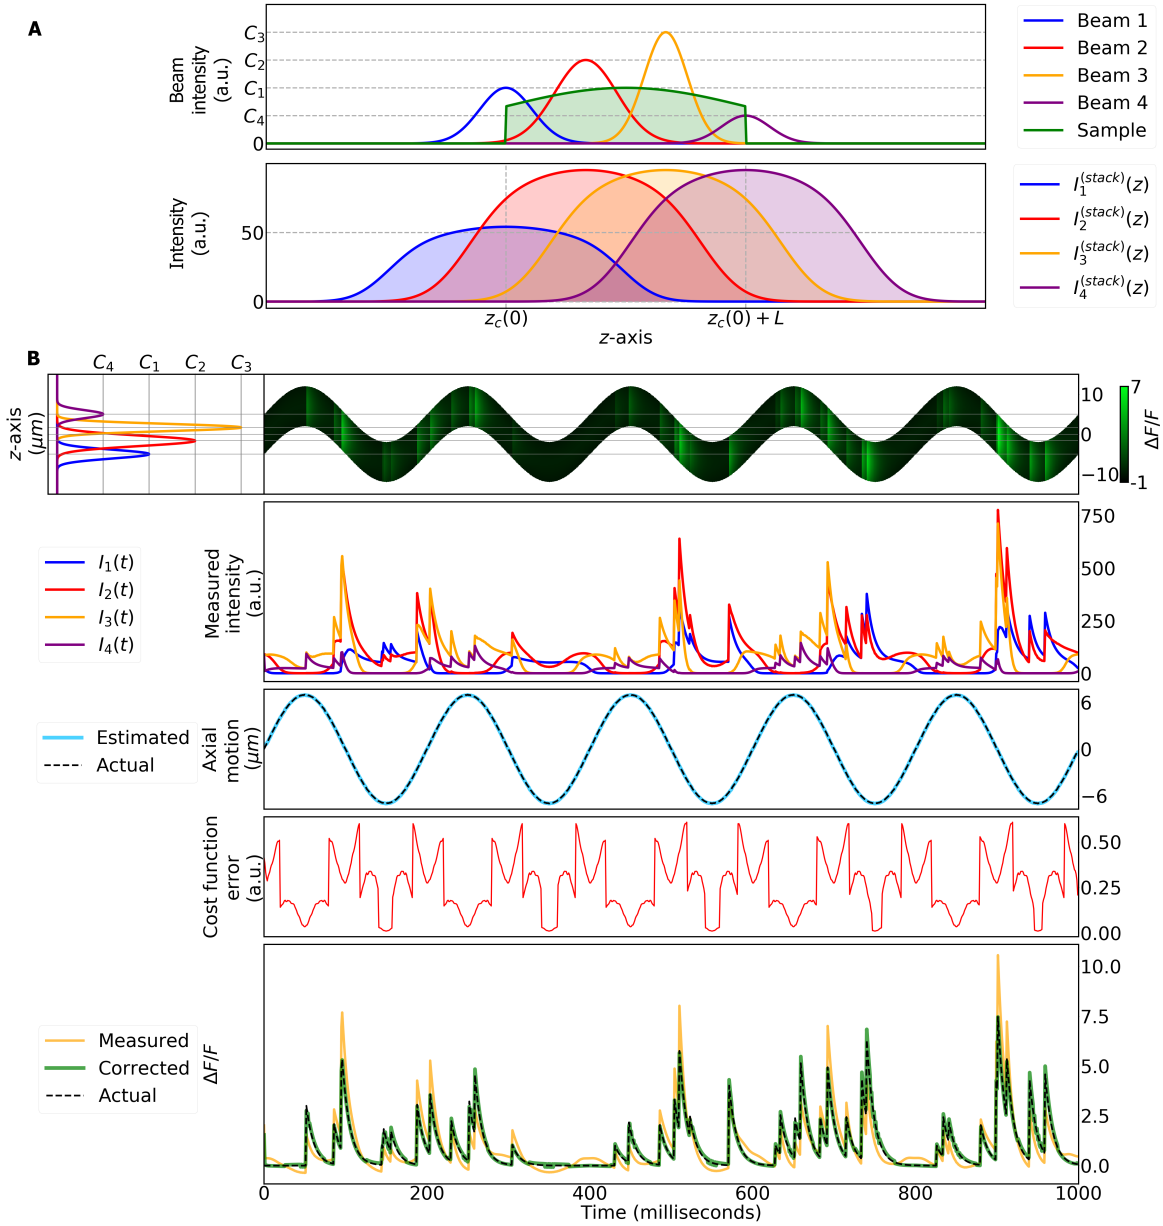 A
Beam
intensity
(a.u.)
C₃
C₂
C₁
C₄
0
Beam 1
Beam 2
Beam 3
Beam 4
Sample
Intensity
(a.u.)
50
0
z_c(0)
z_c(0) + L
z-axis
I₁^(stack)(z)
I₂^(stack)(z)
I₃^(stack)(z)
I₄^(stack)(z)
B
C₄ C₁ C₂ C₃
z-axis
(μm)
10
0
−10
7
-1
ΔF/F
I₁(t)
I₂(t)
I₃(t)
I₄(t)
Measured
intensity
(a.u.)
750
500
250
0
Estimated
Actual
Axial
motion
(μm)
6
0
−6
Cost function
error
(a.u.)
0.50
0.25
0.00
Measured
Corrected
Actual
ΔF/F
10.0
7.5
5.0
2.5
0.0
0 200 400 600 800 1000
Time (milliseconds)